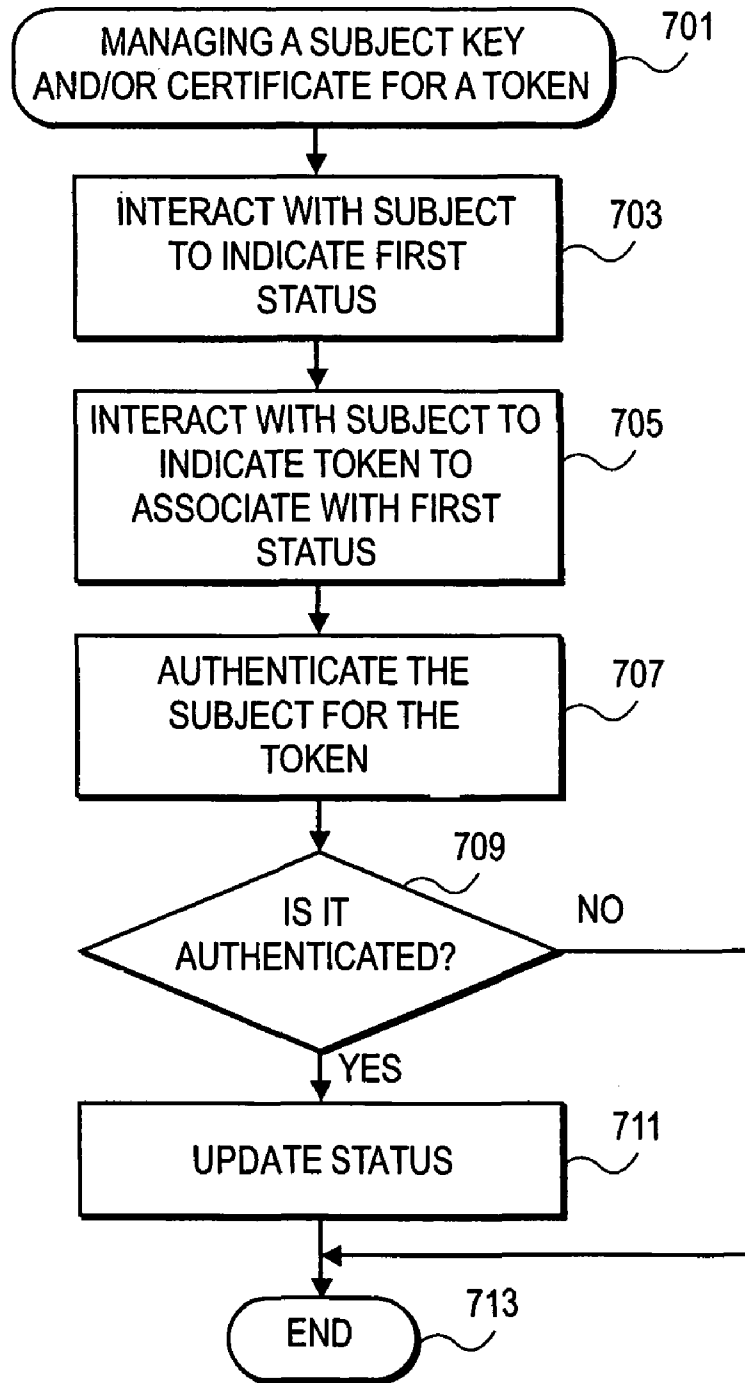 MANAGING A SUBJECT KEY
AND/OR CERTIFICATE FOR A TOKEN
701
INTERACT WITH SUBJECT
TO INDICATE FIRST
STATUS
703
INTERACT WITH SUBJECT TO
INDICATE TOKEN TO
ASSOCIATE WITH FIRST
STATUS
705
AUTHENTICATE THE
SUBJECT FOR THE
TOKEN
707
IS IT
AUTHENTICATED?
709
NO
YES
UPDATE STATUS
711
END
713